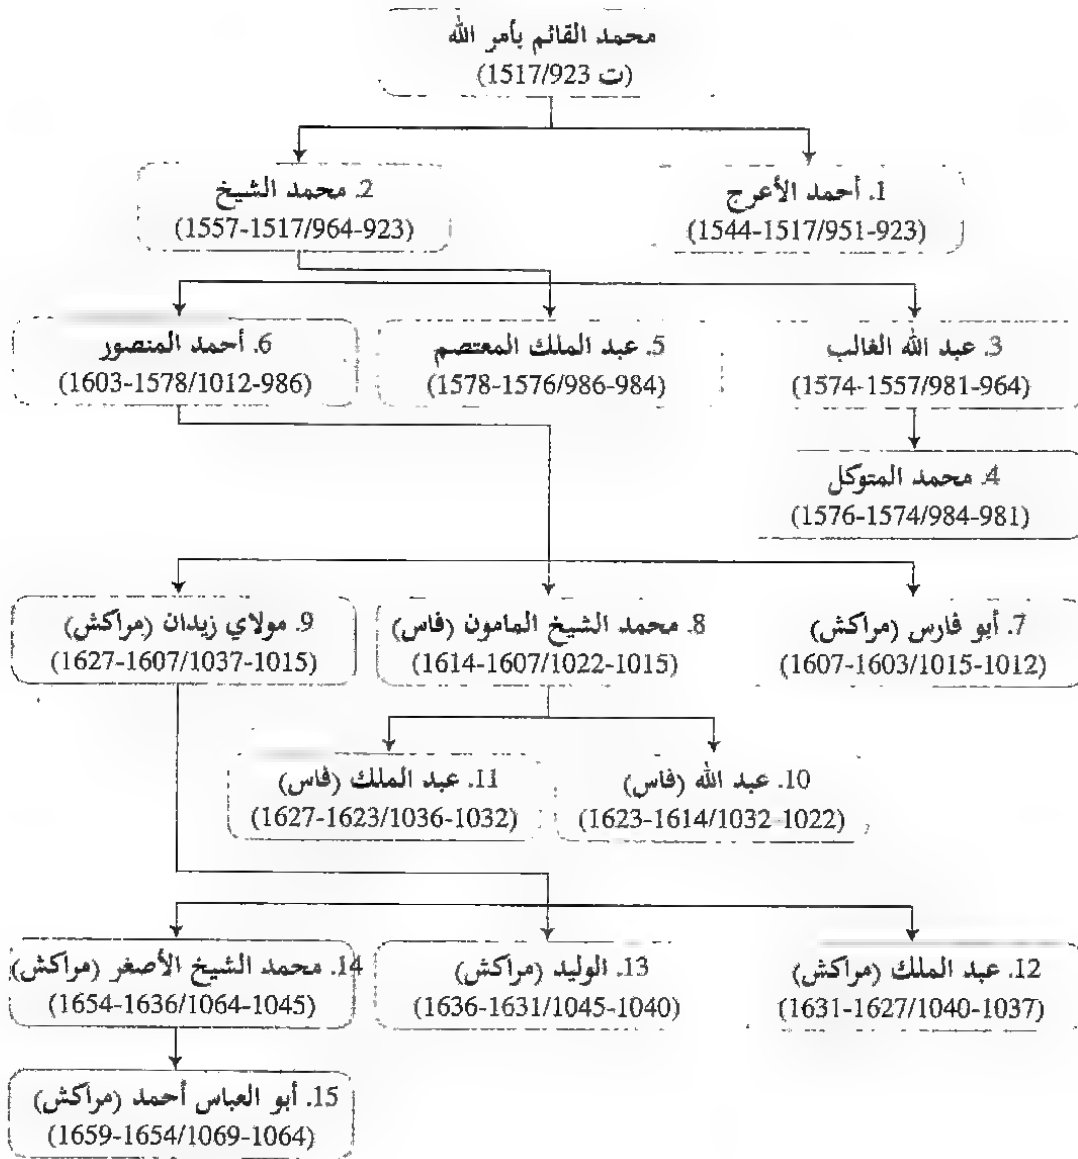 محمد القائم بأمر الله
(ت 1517/923)
1. أحمد الأعرج
(1544-1517/951-923)
2. محمد الشيخ
(1557-1517/964-923)
3. عبد الله الغالب
(1574-1557/981-964)
5. عبد الملك المعتصم
(1578-1576/986-984)
6. أحمد المنصور
(1603-1578/1012-986)
4. محمد المتوكل
(1576-1574/984-981)
7. أبو فارس (مراكش)
(1607-1603/1015-1012)
8. محمد الشيخ المامون (فاس)
(1614-1607/1022-1015)
9. مولاي زيدان (مراكش)
(1627-1607/1037-1015)
10. عبد الله (فاس)
(1623-1614/1032-1022)
11. عبد الملك (فاس)
(1627-1623/1036-1032)
12. عبد الملك (مراكش)
(1631-1627/1040-1037)
13. الوليد (مراكش)
(1636-1631/1045-1040)
14. محمد الشيخ الأصغر (مراكش)
(1654-1636/1064-1045)
15. أبو العباس أحمد (مراكش)
(1659-1654/1069-1064)